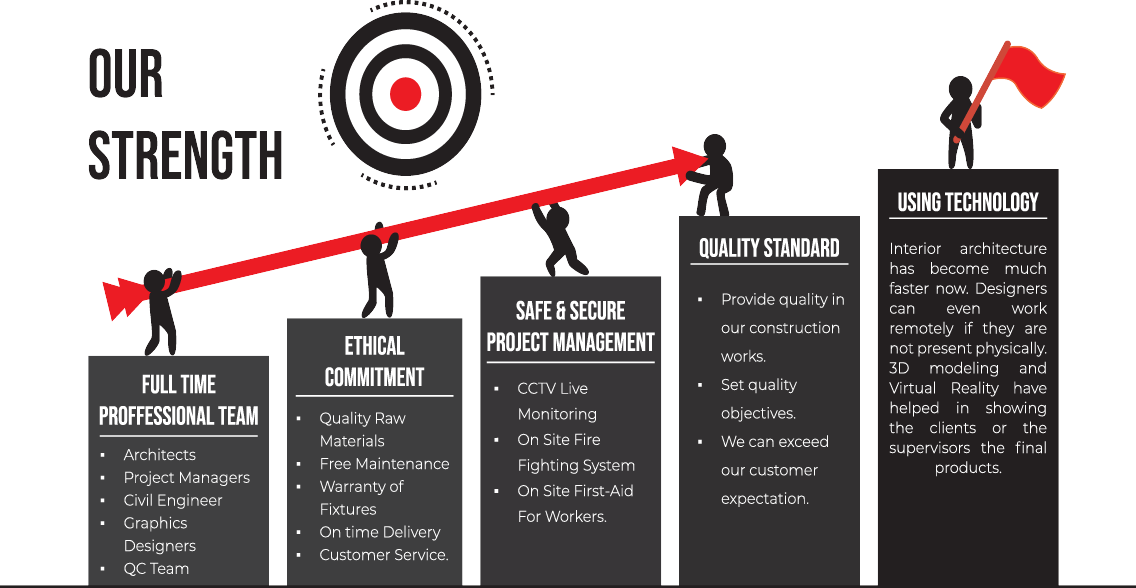 OUR
STRENGTH
FULL TIME
PROFFESSIONAL TEAM
▪ Architects
▪ Project Managers
▪ Civil Engineer
▪ Graphics
Designers
▪ QC Team
ETHICAL
COMMITMENT
▪ Quality Raw
Materials
▪ Free Maintenance
▪ Warranty of
Fixtures
▪ On time Delivery
▪ Customer Service.
SAFE & SECURE
PROJECT MANAGEMENT
▪ CCTV Live
Monitoring
▪ On Site Fire
Fighting System
▪ On Site First-Aid
For Workers.
QUALITY STANDARD
▪ Provide quality in
our construction
works.
▪ Set quality
objectives.
▪ We can exceed
our customer
expectation.
USING TECHNOLOGY
Interior architecture
has become much
faster now. Designers
can even work
remotely if they are
not present physically.
3D modeling and
Virtual Reality have
helped in showing
the clients or the
supervisors the final
products.